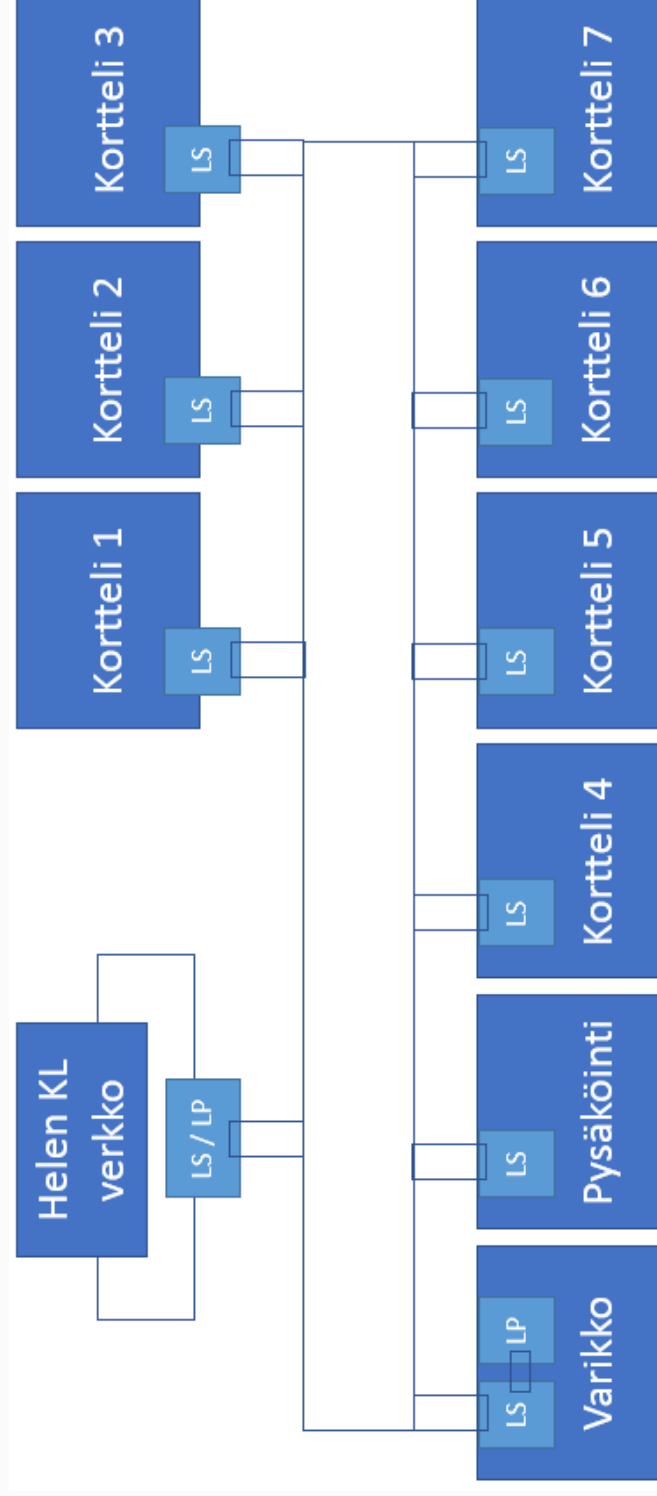 Helen KL
verkko
LS / LP
Kortteli 1
LS
Kortteli 2
LS
Kortteli 3
LS
LS
LP
Varikko
LS
Pysäköinti
LS
Kortteli 4
LS
Kortteli 5
LS
Kortteli 6
LS
Kortteli 7